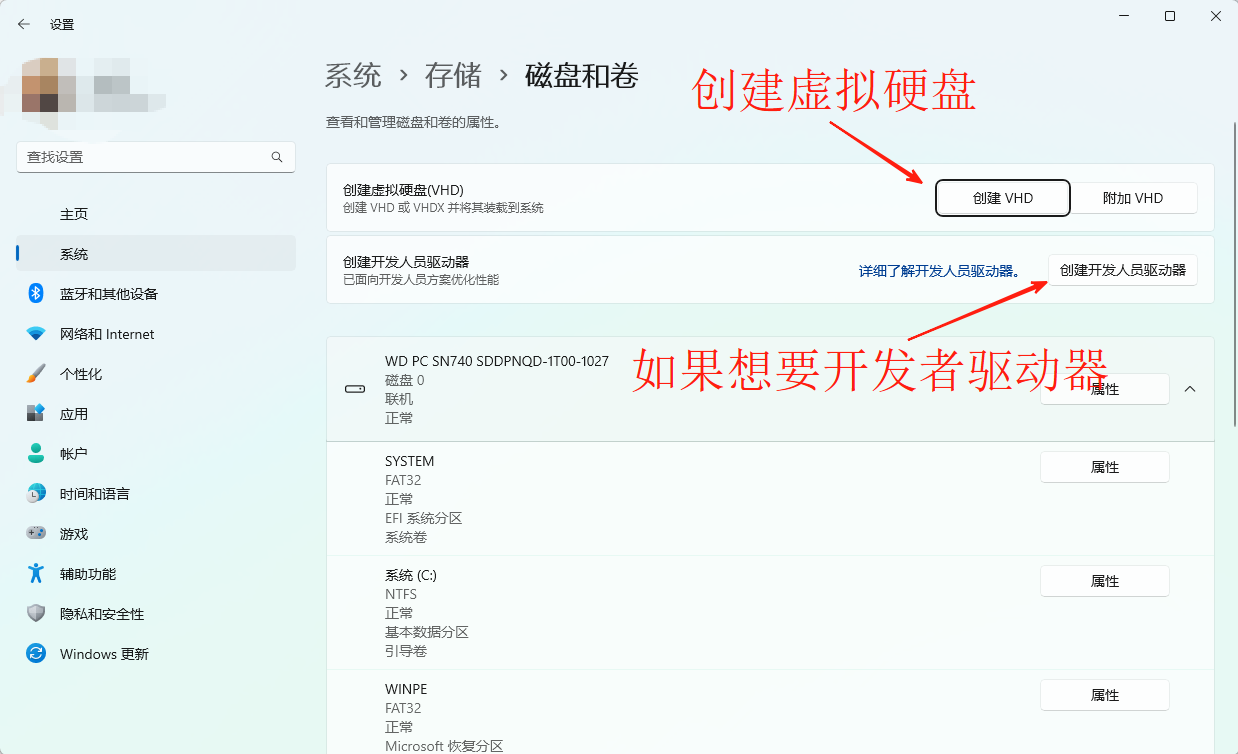 设置
系统 › 存储 › 磁盘和卷
创建虚拟硬盘
查看和管理磁盘和卷的属性。
查找设置
主页
系统
蓝牙和其他设备
网络和 Internet
个性化
应用
帐户
时间和语言
游戏
辅助功能
隐私和安全性
Windows 更新
创建虚拟硬盘(VHD)
创建 VHD 或 VHDX 并将其装载到系统
创建 VHD
附加 VHD
创建开发人员驱动器
已面向开发人员方案优化性能
详细了解开发人员驱动器。
创建开发人员驱动器
如果想要开发者驱动器
WD PC SN740 SDDPNQD-1T00-1027
磁盘 0
联机
正常
属性
SYSTEM
FAT32
正常
EFI 系统分区
系统卷
属性
系统 (C:)
NTFS
正常
基本数据分区
引导卷
属性
WINPE
FAT32
正常
Microsoft 恢复分区
属性